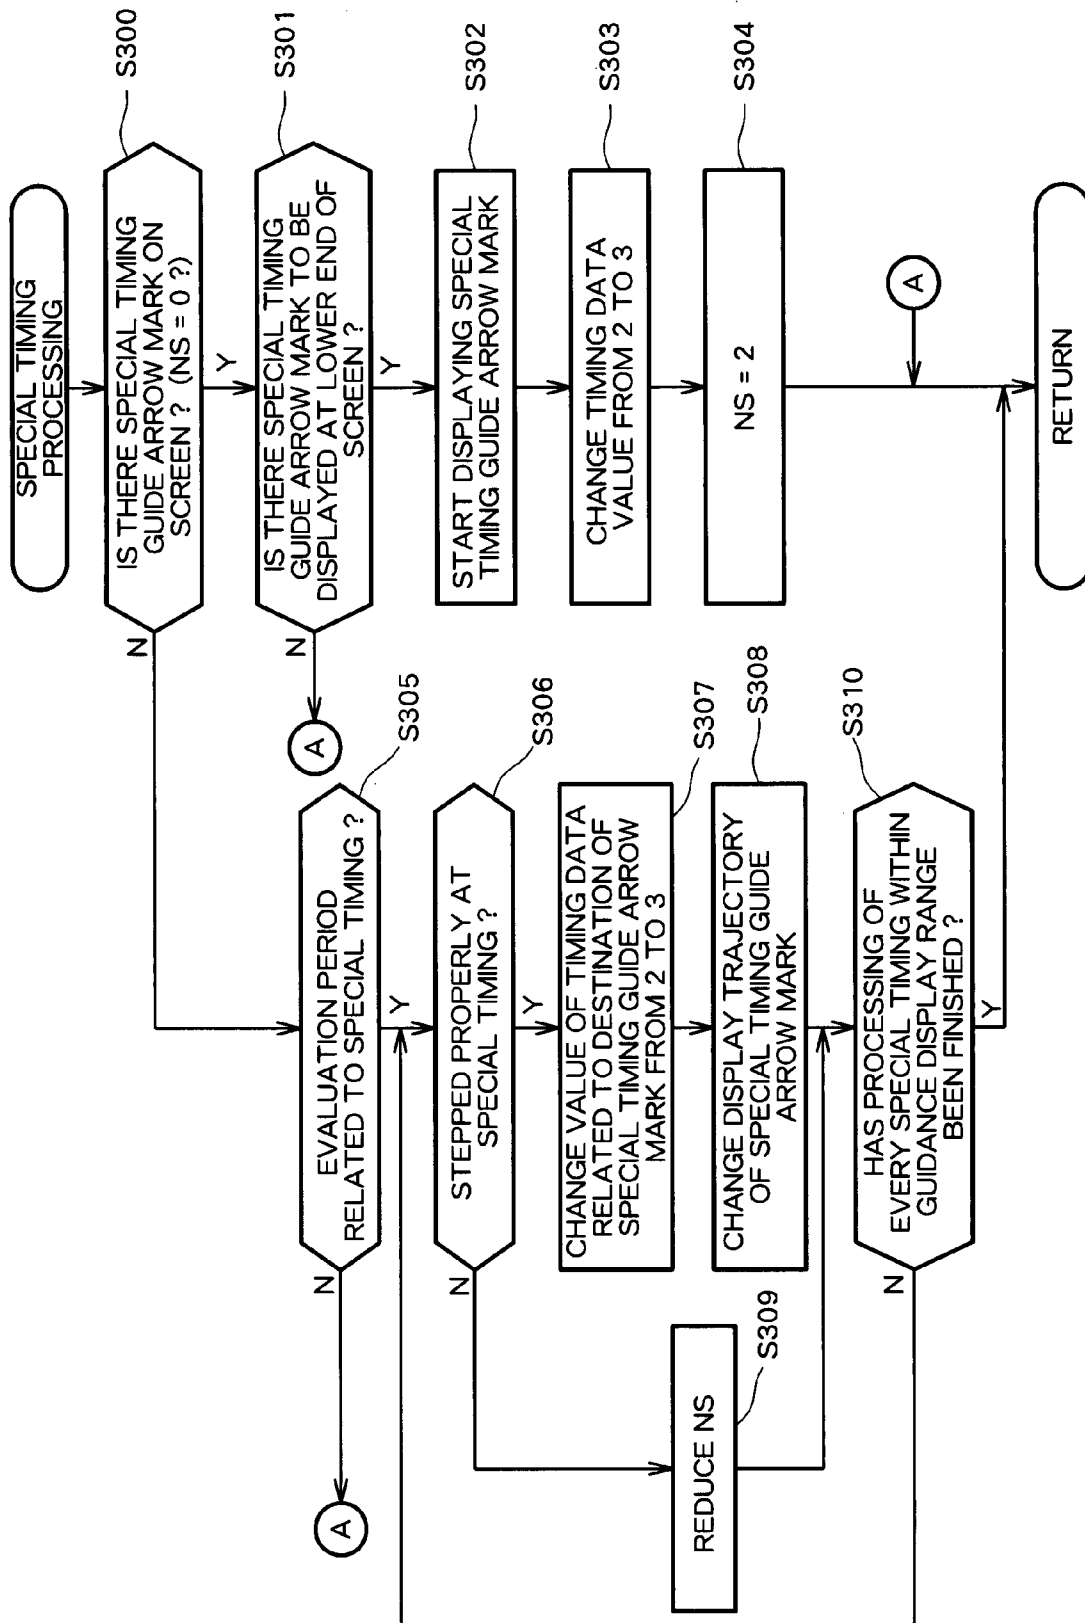 SPECIAL TIMING
PROCESSING
IS THERE SPECIAL TIMING
GUIDE ARROW MARK ON
SCREEN ? (NS = 0 ?)
S300
N
Y
IS THERE SPECIAL TIMING
GUIDE ARROW MARK TO BE
DISPLAYED AT LOWER END OF
SCREEN ?
S301
N
A
Y
START DISPLAYING SPECIAL
TIMING GUIDE ARROW MARK
S302
CHANGE TIMING DATA
VALUE FROM 2 TO 3
S303
NS = 2
S304
A
RETURN
EVALUATION PERIOD
RELATED TO SPECIAL TIMING ?
S305
N
A
Y
STEPPED PROPERLY AT
SPECIAL TIMING ?
S306
N
Y
CHANGE VALUE OF TIMING DATA
RELATED TO DESTINATION OF
SPECIAL TIMING GUIDE ARROW
MARK FROM 2 TO 3
S307
CHANGE DISPLAY TRAJECTORY
OF SPECIAL TIMING GUIDE
ARROW MARK
S308
REDUCE NS
S309
HAS PROCESSING OF
EVERY SPECIAL TIMING WITHIN
GUIDANCE DISPLAY RANGE
BEEN FINISHED ?
S310
N
Y